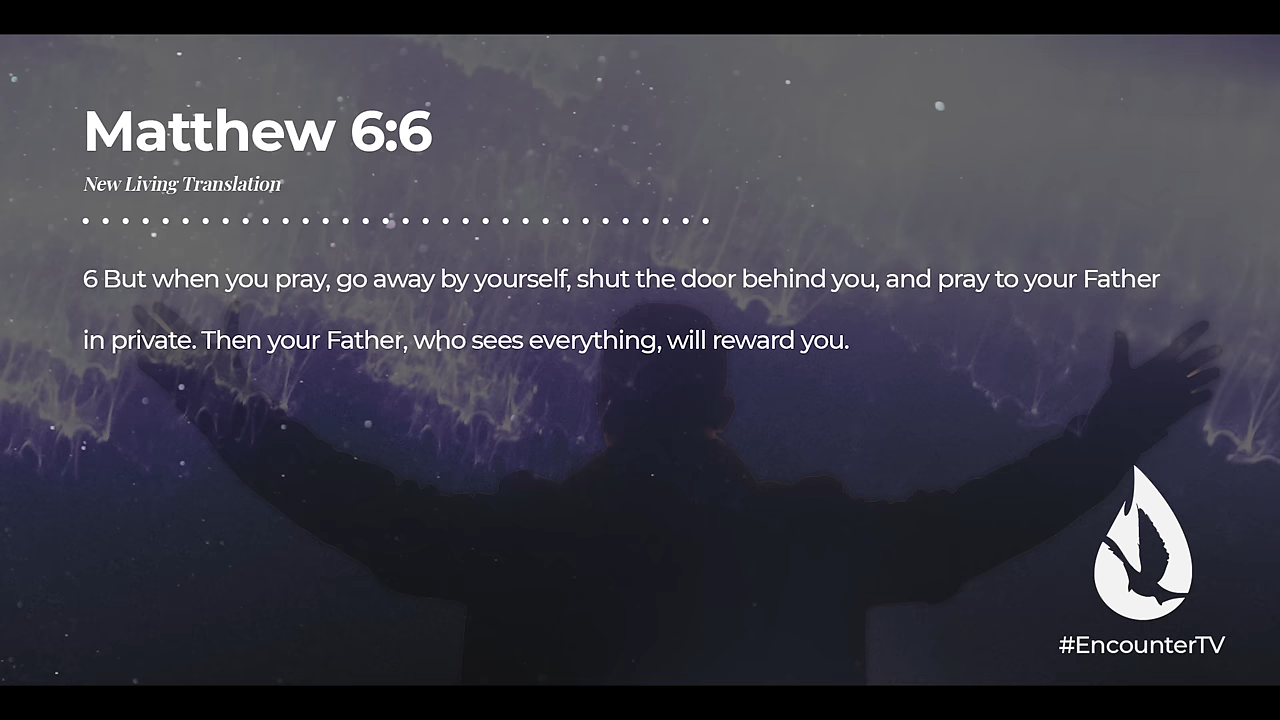 Matthew 6:6
New Living Translation
6 But when you pray, go away by yourself, shut the door behind you, and pray to your Father
in private. Then your Father, who sees everything, will reward you.
#EncounterTV